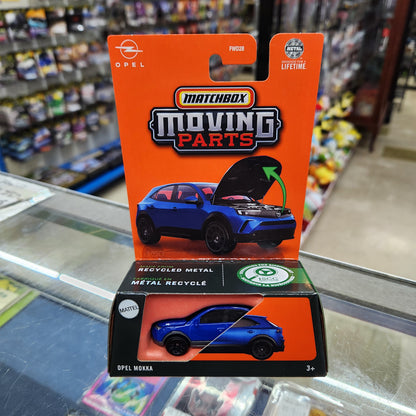 OPEL
FWD28
METAL
LIFETIME
MATCHBOX
MOVING
PARTS
RECYCLED METAL
MÉTAL RECYCLÉ
MATTEL
OPEL MOKKA
3+